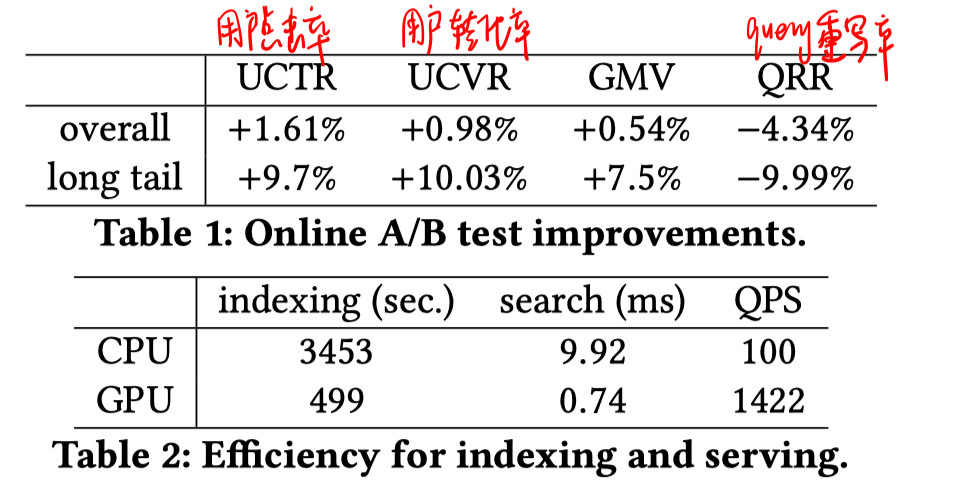 用户点击率 用户转化率 query重写率
UCTR UCVR GMV QRR
overall +1.61% +0.98% +0.54% −4.34%
long tail +9.7% +10.03% +7.5% −9.99%
Table 1: Online A/B test improvements.
indexing (sec.) search (ms) QPS
CPU 3453 9.92 100
GPU 499 0.74 1422
Table 2: Efficiency for indexing and serving.